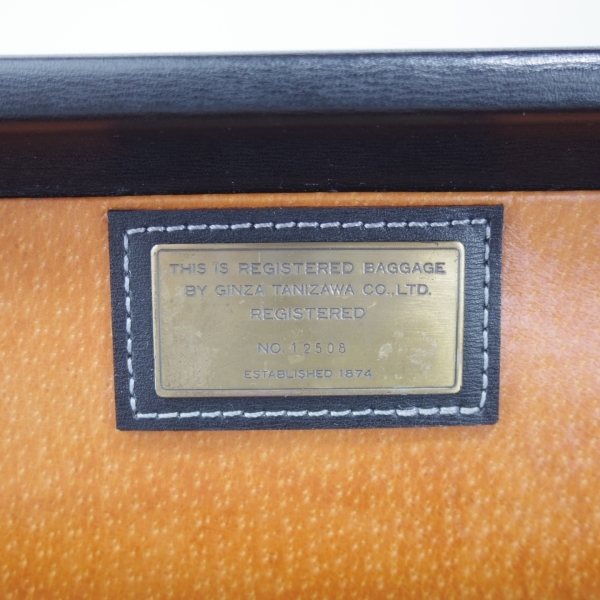 THIS IS REGISTERED BAGGAGE
BY GINZA TANIZAWA CO.,LTD.
REGISTERED
NO. 12508
ESTABLISHED 1874